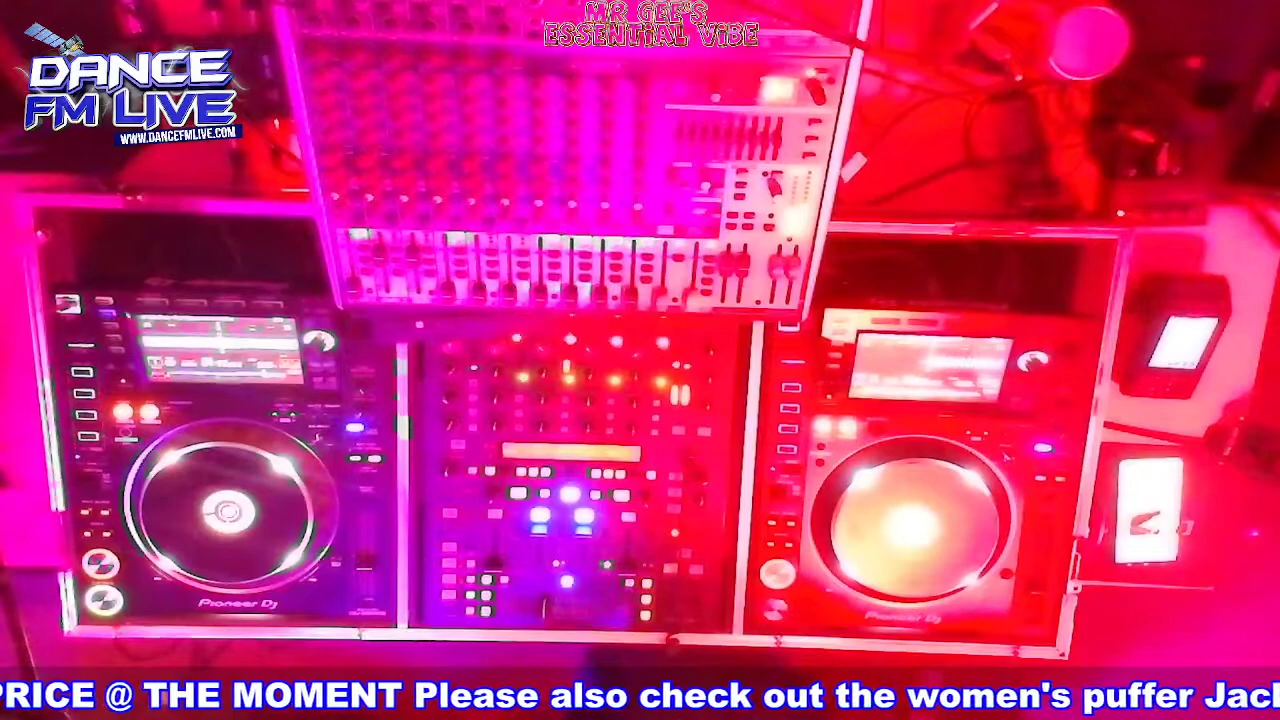 MR GEE'S
ESSENTIAL ViBE
DANCE
FM LIVE
WWW.DANCEFMLIVE.COM
Pioneer Dj
Pioneer Dj
PRICE @ THE MOMENT Please also check out the women's puffer Jack